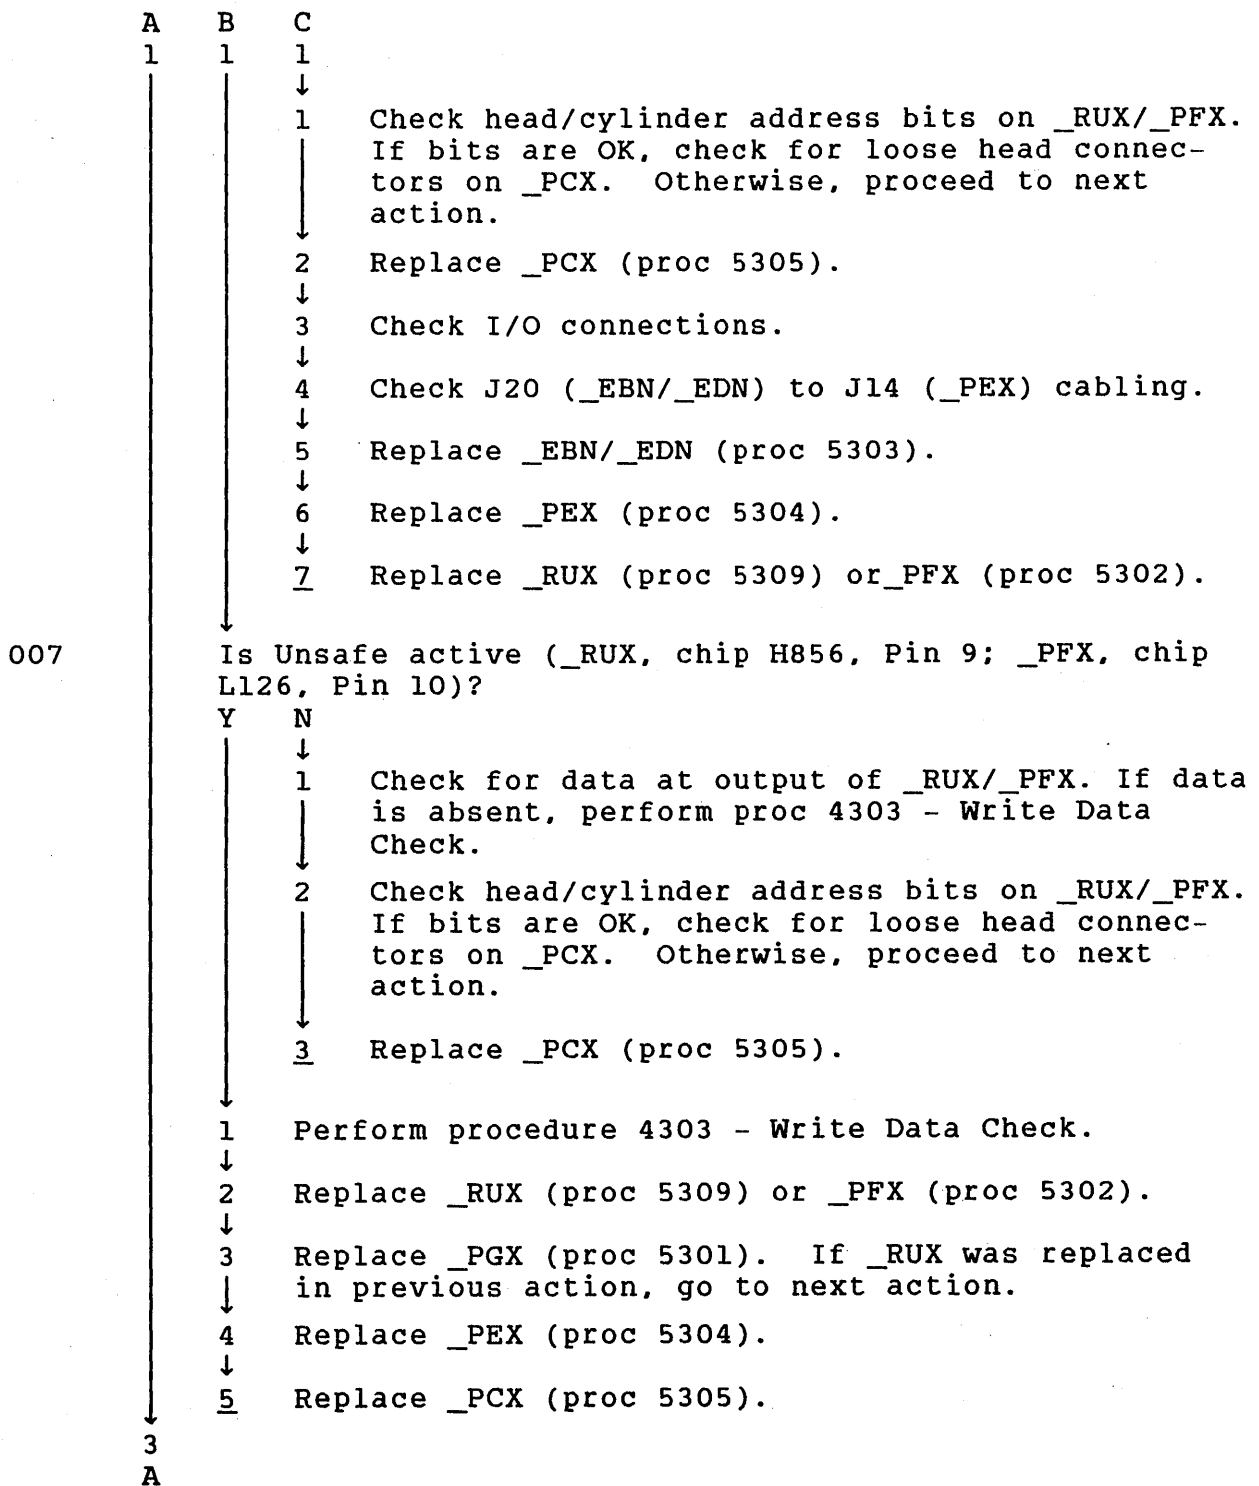 A B C
1 1 1
1 Check head/cylinder address bits on _RUX/_PFX.
If bits are OK, check for loose head connec-
tors on _PCX. Otherwise, proceed to next
action.
2 Replace _PCX (proc 5305).
3 Check I/O connections.
4 Check J20 (_EBN/_EDN) to J14 (_PEX) cabling.
5 Replace _EBN/_EDN (proc 5303).
6 Replace _PEX (proc 5304).
7 Replace _RUX (proc 5309) or_PFX (proc 5302).
007 Is Unsafe active (_RUX, chip H856, Pin 9; _PFX, chip
L126, Pin 10)?
Y N
1 Check for data at output of _RUX/_PFX. If data
is absent, perform proc 4303 - Write Data
Check.
2 Check head/cylinder address bits on _RUX/_PFX.
If bits are OK, check for loose head connec-
tors on _PCX. Otherwise, proceed to next
action.
3 Replace _PCX (proc 5305).
1 Perform procedure 4303 - Write Data Check.
2 Replace _RUX (proc 5309) or _PFX (proc 5302).
3 Replace _PGX (proc 5301). If _RUX was replaced
in previous action, go to next action.
4 Replace _PEX (proc 5304).
5 Replace _PCX (proc 5305).
3
A